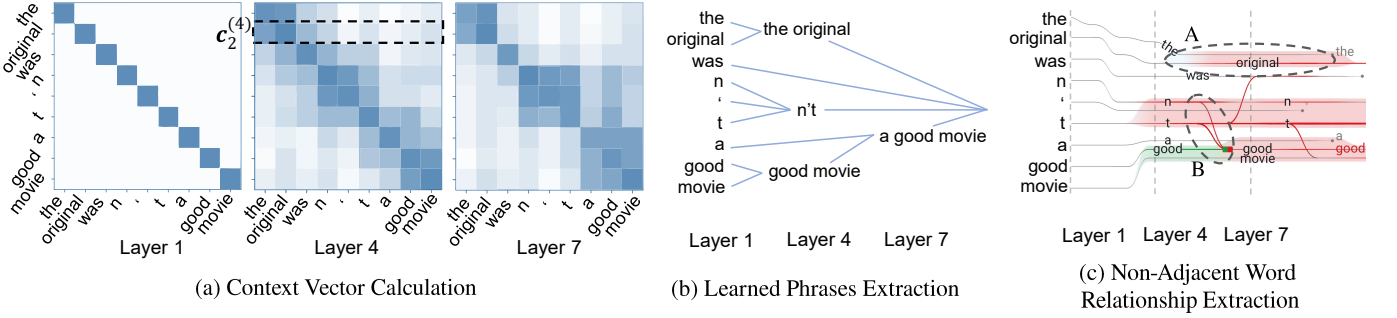 the
original
was
n
‘
t
a
good
movie
the
original
was
n
‘
t
a
good
movie
Layer 1
c₂⁽⁴⁾
the
original
was
n
‘
t
a
good
movie
Layer 4
the
original
was
n
‘
t
a
good
movie
Layer 7
(a) Context Vector Calculation
the
original
was
n
‘
t
a
good
movie
the original
n't
good movie
a good movie
Layer 1
Layer 4
Layer 7
(b) Learned Phrases Extraction
the
original
was
n
‘
t
a
good
movie
A
the
original
the
was
n
n
t
t
a
a
good
good
movie
good
B
Layer 1
Layer 4
Layer 7
(c) Non-Adjacent Word
Relationship Extraction